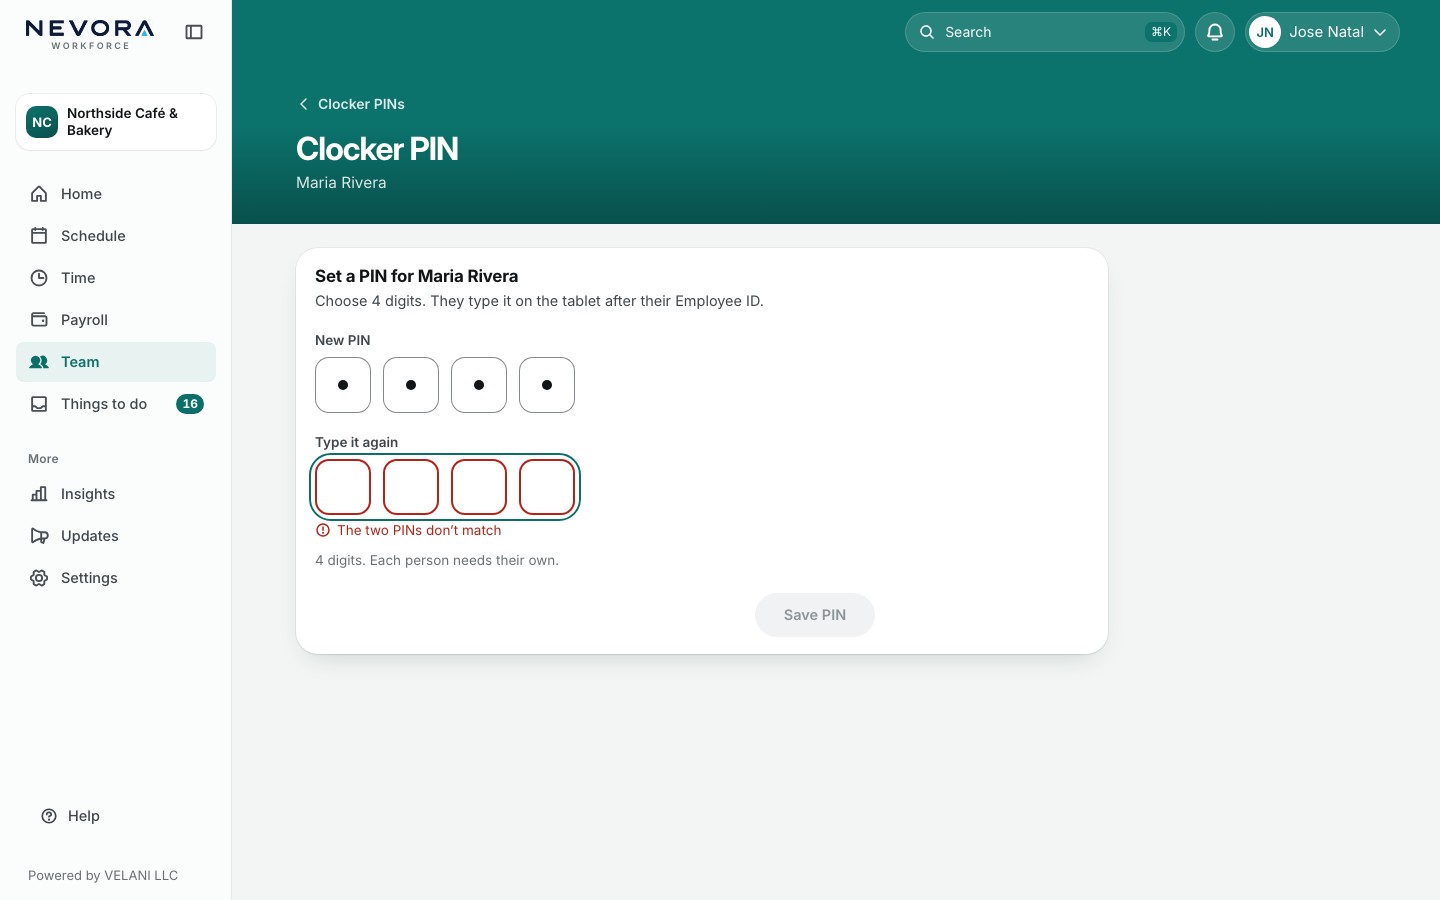 NEVORA
WORKFORCE
Search
⌘K
JN
Jose Natal
NC
Northside Café &
Bakery
Home
Schedule
Time
Payroll
Team
Things to do
16
More
Insights
Updates
Settings
Help
Powered by VELANI LLC
Clocker PINs
Clocker PIN
Maria Rivera
Set a PIN for Maria Rivera
Choose 4 digits. They type it on the tablet after their Employee ID.
New PIN
Type it again
The two PINs don’t match
4 digits. Each person needs their own.
Save PIN